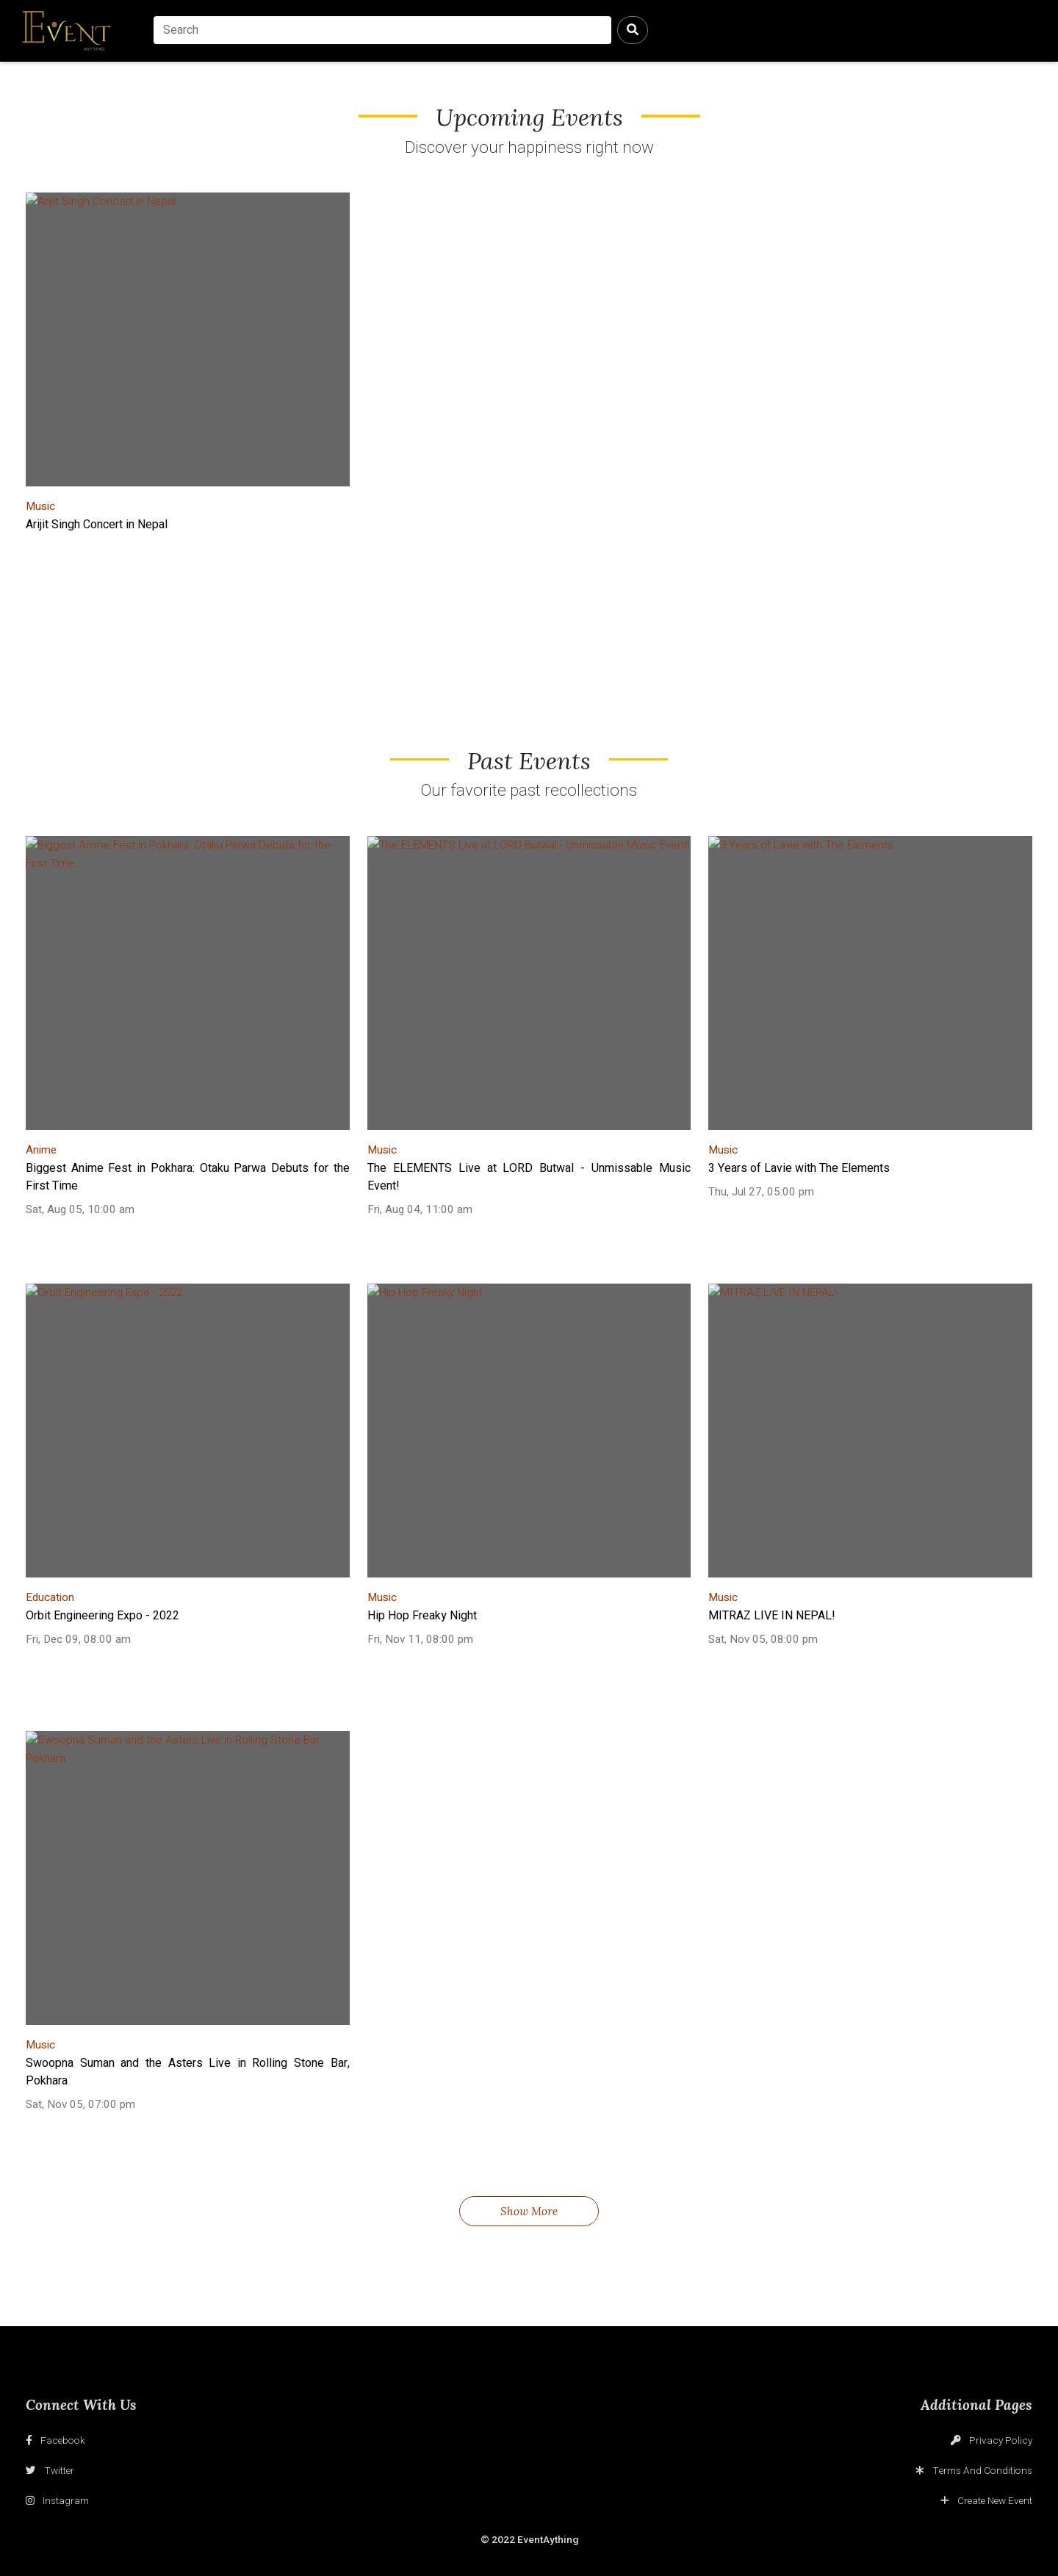 EVENT
AYTHING
Search
Upcoming Events
Discover your happiness right now
Arijit Singh Concert in Nepal
Music
Arijit Singh Concert in Nepal
Past Events
Our favorite past recollections
Biggest Anime Fest in Pokhara: Otaku Parwa Debuts for the
First Time
The ELEMENTS Live at LORD Butwal - Unmissable Music Event!
3 Years of Lavie with The Elements
Anime
Biggest Anime Fest in Pokhara: Otaku Parwa Debuts for the
First Time
Sat, Aug 05, 10:00 am
Music
The ELEMENTS Live at LORD Butwal - Unmissable Music
Event!
Fri, Aug 04, 11:00 am
Music
3 Years of Lavie with The Elements
Thu, Jul 27, 05:00 pm
Orbit Engineering Expo - 2022
Hip Hop Freaky Night
MITRAZ LIVE IN NEPAL!
Education
Orbit Engineering Expo - 2022
Fri, Dec 09, 08:00 am
Music
Hip Hop Freaky Night
Fri, Nov 11, 08:00 pm
Music
MITRAZ LIVE IN NEPAL!
Sat, Nov 05, 08:00 pm
Swoopna Suman and the Asters Live in Rolling Stone Bar,
Pokhara
Music
Swoopna Suman and the Asters Live in Rolling Stone Bar,
Pokhara
Sat, Nov 05, 07:00 pm
Show More
Connect With Us
Facebook
Twitter
Instagram
Additional Pages
Privacy Policy
Terms And Conditions
Create New Event
© 2022 EventAything